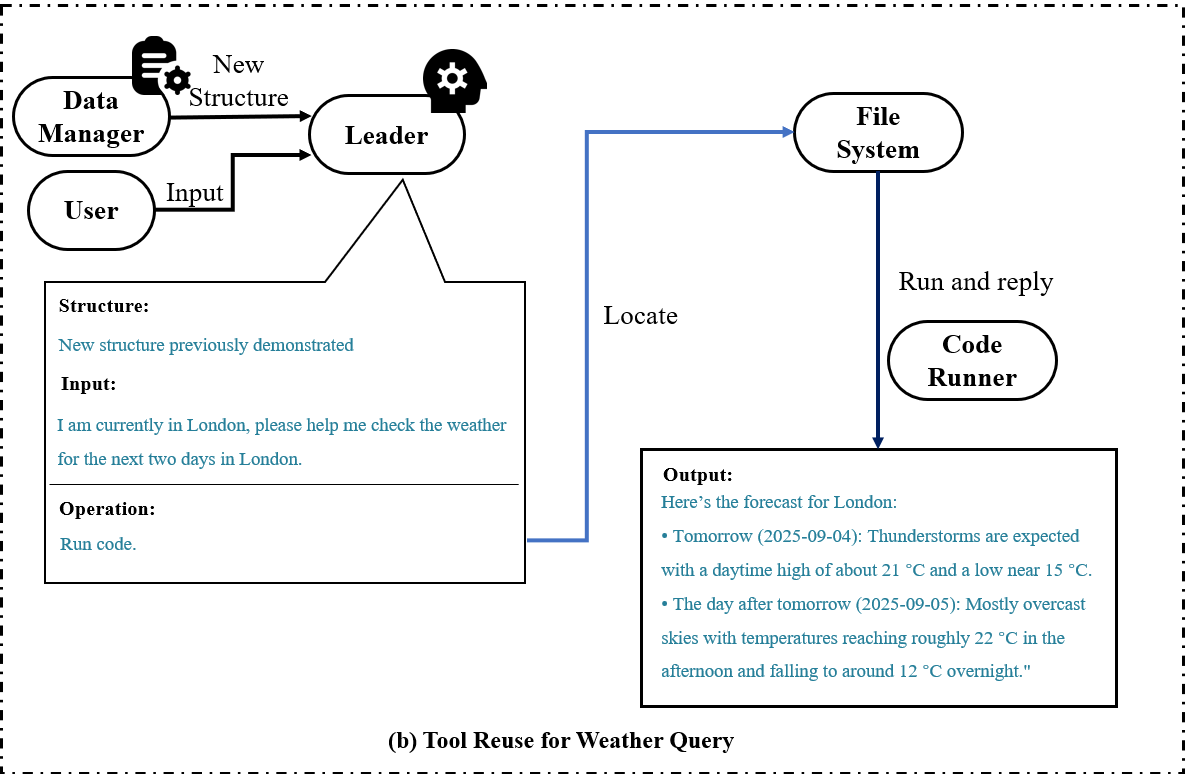 Data
Manager
New
Structure
Leader
User
Input
File
System
Structure:
New structure previously demonstrated
Input:
I am currently in London, please help me check the weather
for the next two days in London.
Operation:
Run code.
Locate
Run and reply
Code
Runner
Output:
Here’s the forecast for London:
• Tomorrow (2025-09-04): Thunderstorms are expected
with a daytime high of about 21 °C and a low near 15 °C.
• The day after tomorrow (2025-09-05): Mostly overcast
skies with temperatures reaching roughly 22 °C in the
afternoon and falling to around 12 °C overnight."
(b) Tool Reuse for Weather Query